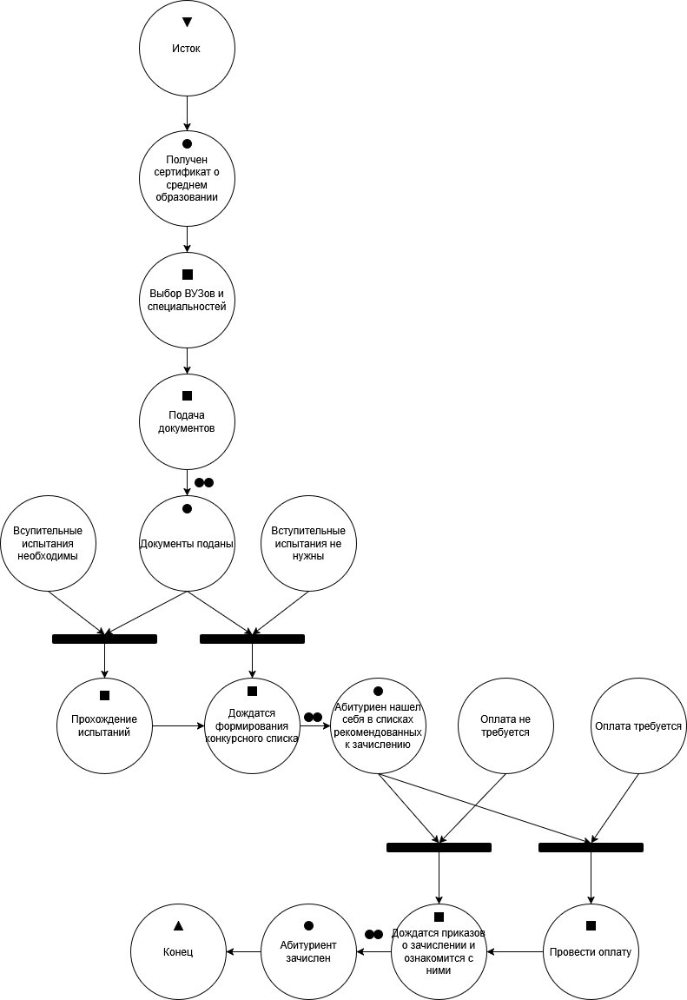 Исток
Получен
сертификат о
среднем
образовании
Выбор ВУЗов и
специальностей
Подача
документов
Всупительные
испытания
необходимы
Документы поданы
Вступительные
испытания не
нужны
Прохождение
испытаний
Дождатся
формирования
конкурсного списка
Абитуриен нашел
себя в списках
рекомендованных
к зачислению
Оплата не
требуется
Оплата требуется
Конец
Абитуриент
зачислен
Дождатся приказов
о зачислении и
ознакомится с
ними
Провести оплату